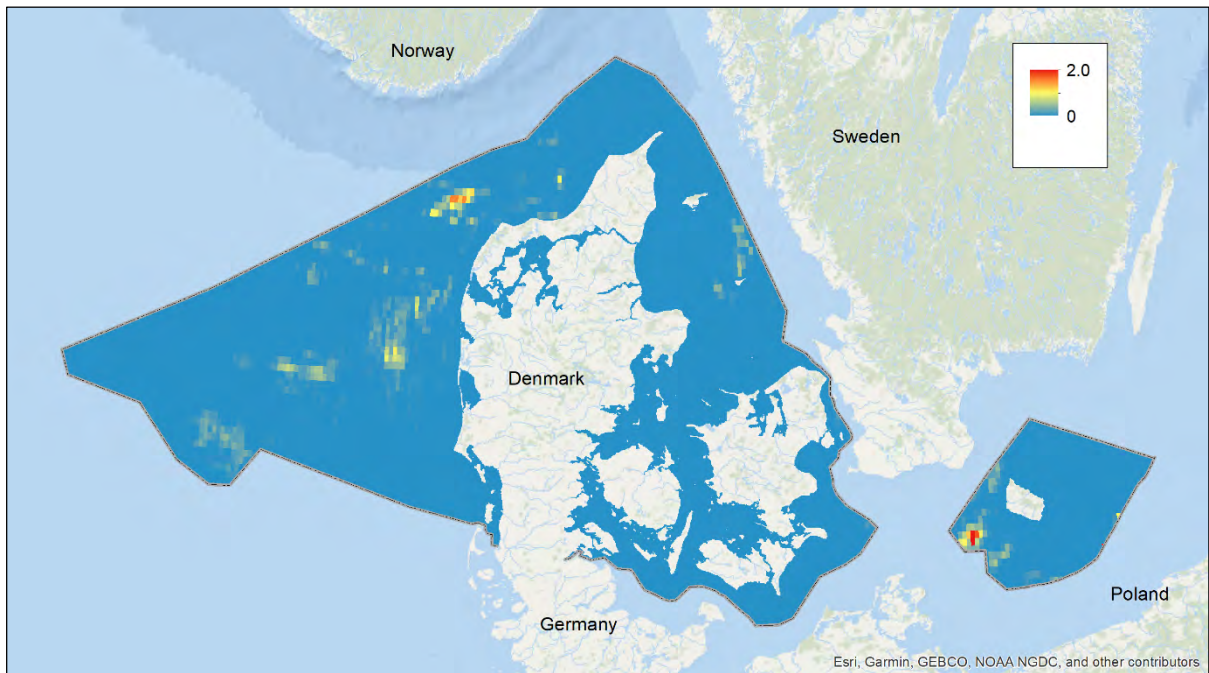 Norway
2.0
0
Sweden
Denmark
Poland
Germany
Esri, Garmin, GEBCO, NOAA NGDC, and other contributors